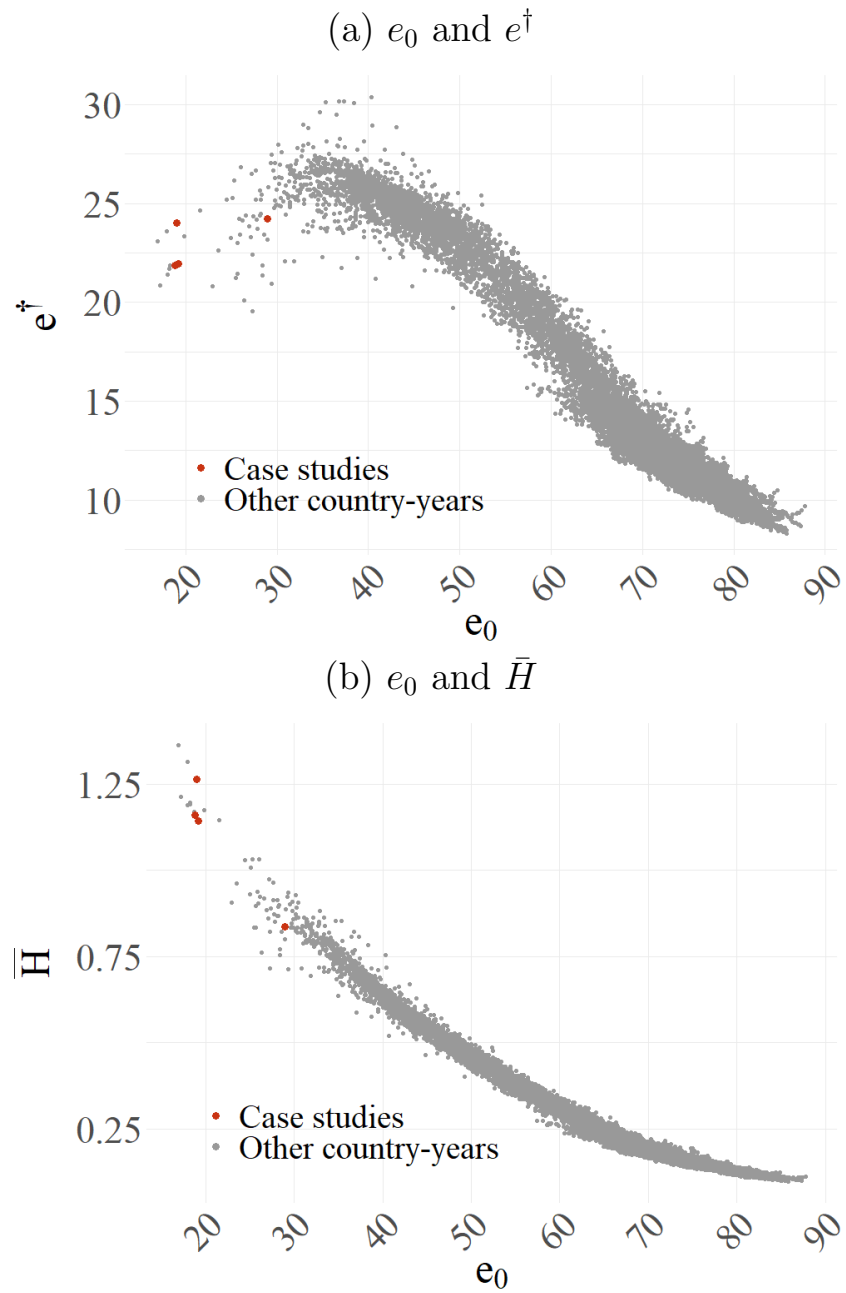 (a) e₀ and e†
30
25
20
15
10
e†
Case studies
Other country-years
20 30 40 50 60 70 80 90
e₀
(b) e₀ and H̄
1.25
0.75
0.25
H̄
Case studies
Other country-years
20 30 40 50 60 70 80 90
e₀